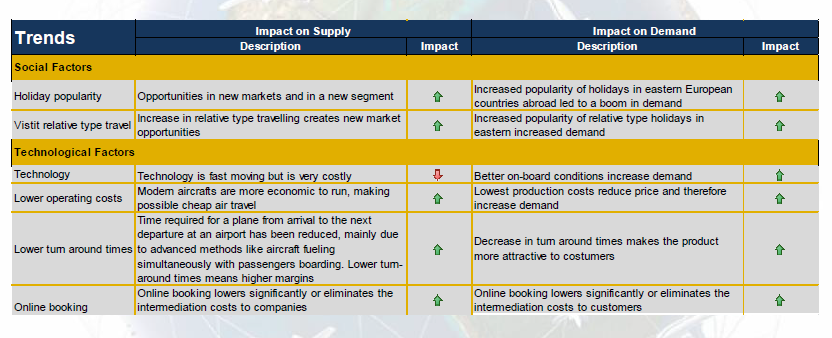 Trends
Impact on Supply
Impact on Demand
Description
Impact
Description
Impact
Social Factors
Holiday popularity
Opportunities in new markets and in a new segment
Increased popularity of holidays in eastern European
countries abroad led to a boom in demand
Vistit relative type travel
Increase in relative type travelling creates new market
opportunities
Increased popularity of relative type holidays in
eastern increased demand
Technological Factors
Technology
Technology is fast moving but is very costly
Better on-board conditions increase demand
Lower operating costs
Modern aircrafts are more economic to run, making
possible cheap air travel
Lowest production costs reduce price and therefore
increase demand
Lower turn around times
Time required for a plane from arrival to the next
departure at an airport has been reduced, mainly due
to advanced methods like aircraft fueling
simultaneously with passengers boarding. Lower turn-
around times means higher margins
Decrease in turn around times makes the product
more attractive to costumers
Online booking
Online booking lowers significantly or eliminates the
intermediation costs to companies
Online booking lowers significantly or eliminates the
intermediation costs to customers